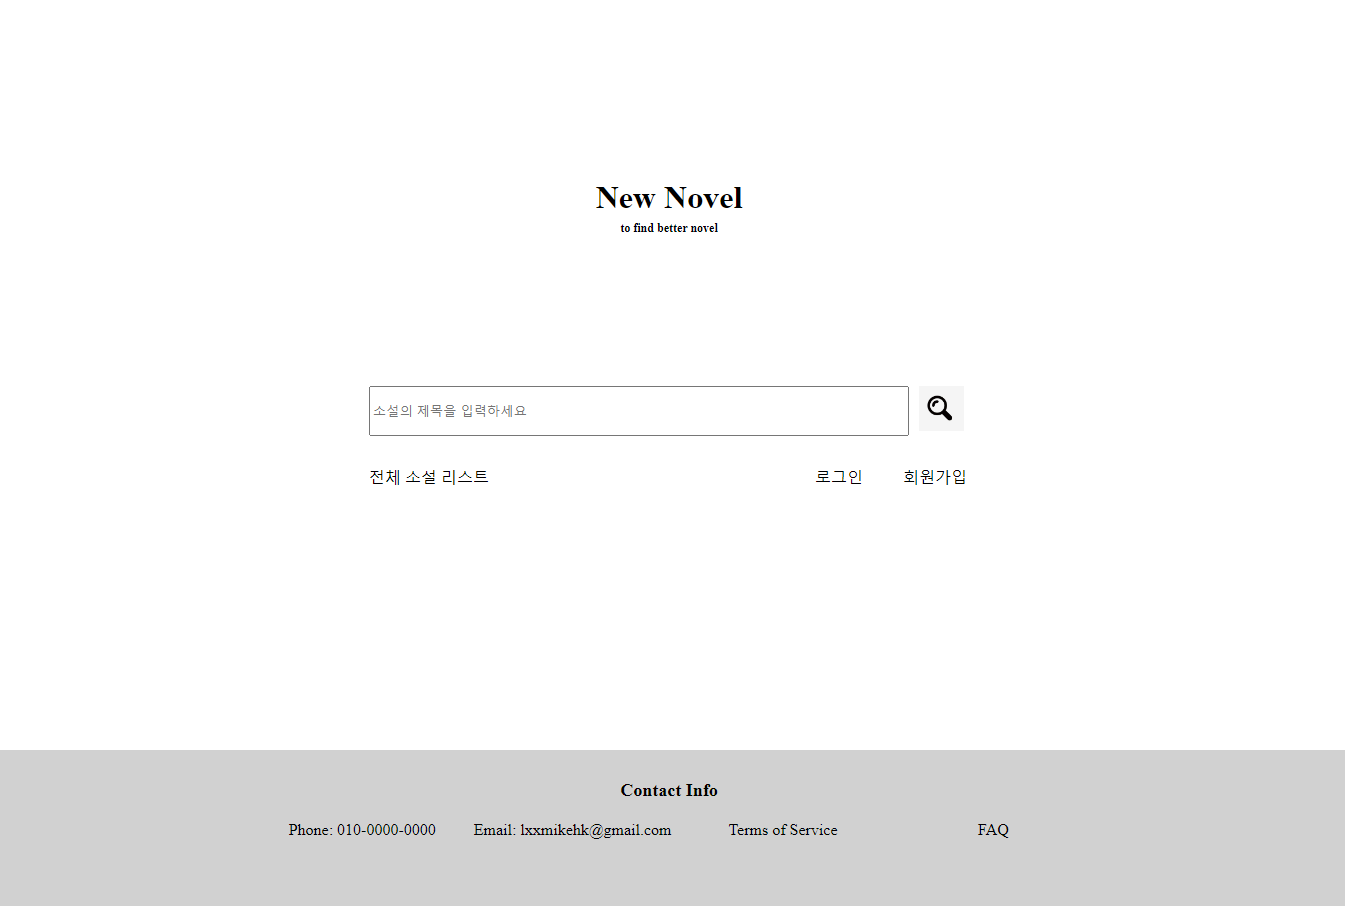 New Novel
to find better novel
소설의 제목을 입력하세요
전체 소설 리스트 로그인 회원가입
Contact Info
Phone: 010-0000-0000 Email: lxxmikehk@gmail.com Terms of Service FAQ